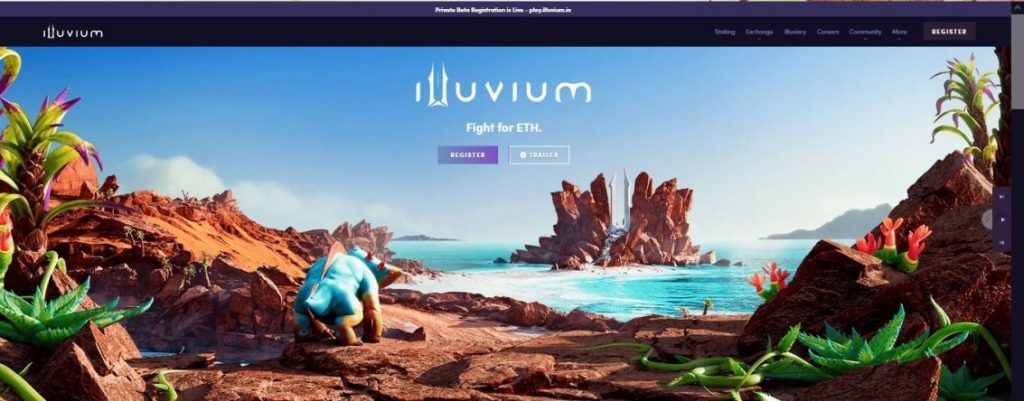 Private Beta Registration is Live - play.illuvium.io
illuvium
Staking Exchange Illuviary Careers Community More REGISTER
illuvium
Fight for ETH.
REGISTER TRAILER